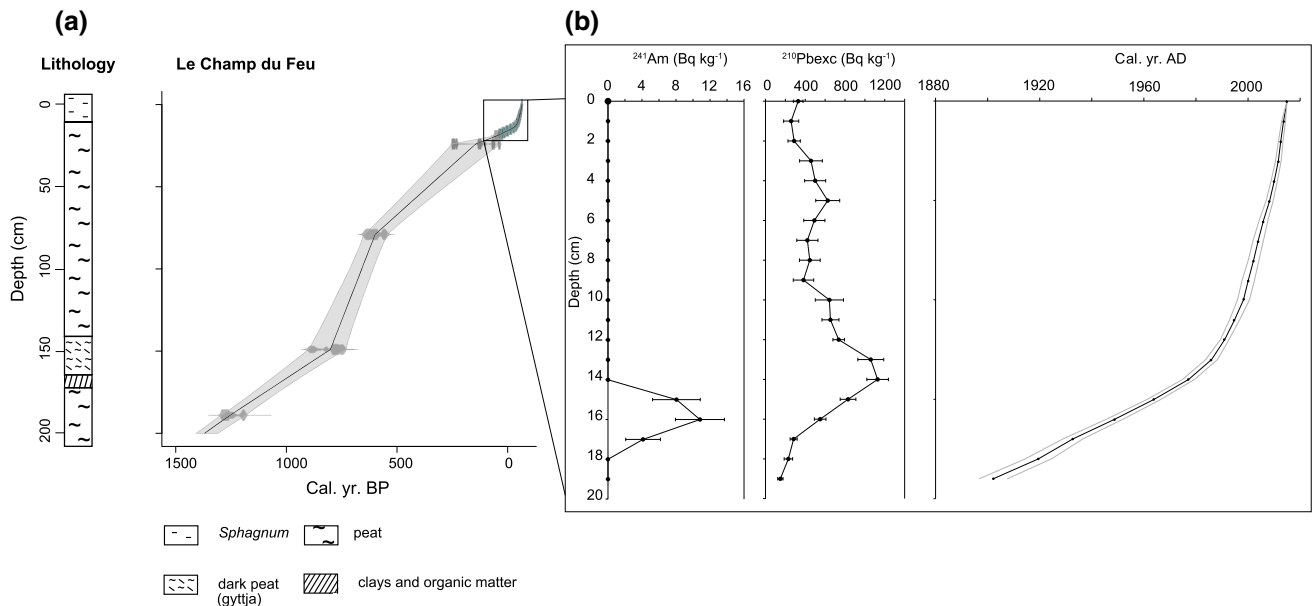 (a)
(b)
Lithology
Le Champ du Feu
Depth (cm)
0
50
100
150
200
1500 1000 500 0
Cal. yr. BP
Sphagnum
peat
dark peat
(gyttja)
clays and organic matter
²⁴¹Am (Bq kg⁻¹)
0 4 8 12 16
²¹⁰Pbexc (Bq kg⁻¹)
0 400 800 1200
Cal. yr. AD
1880 1920 1960 2000
Depth (cm)
0
2
4
6
8
10
12
14
16
18
20